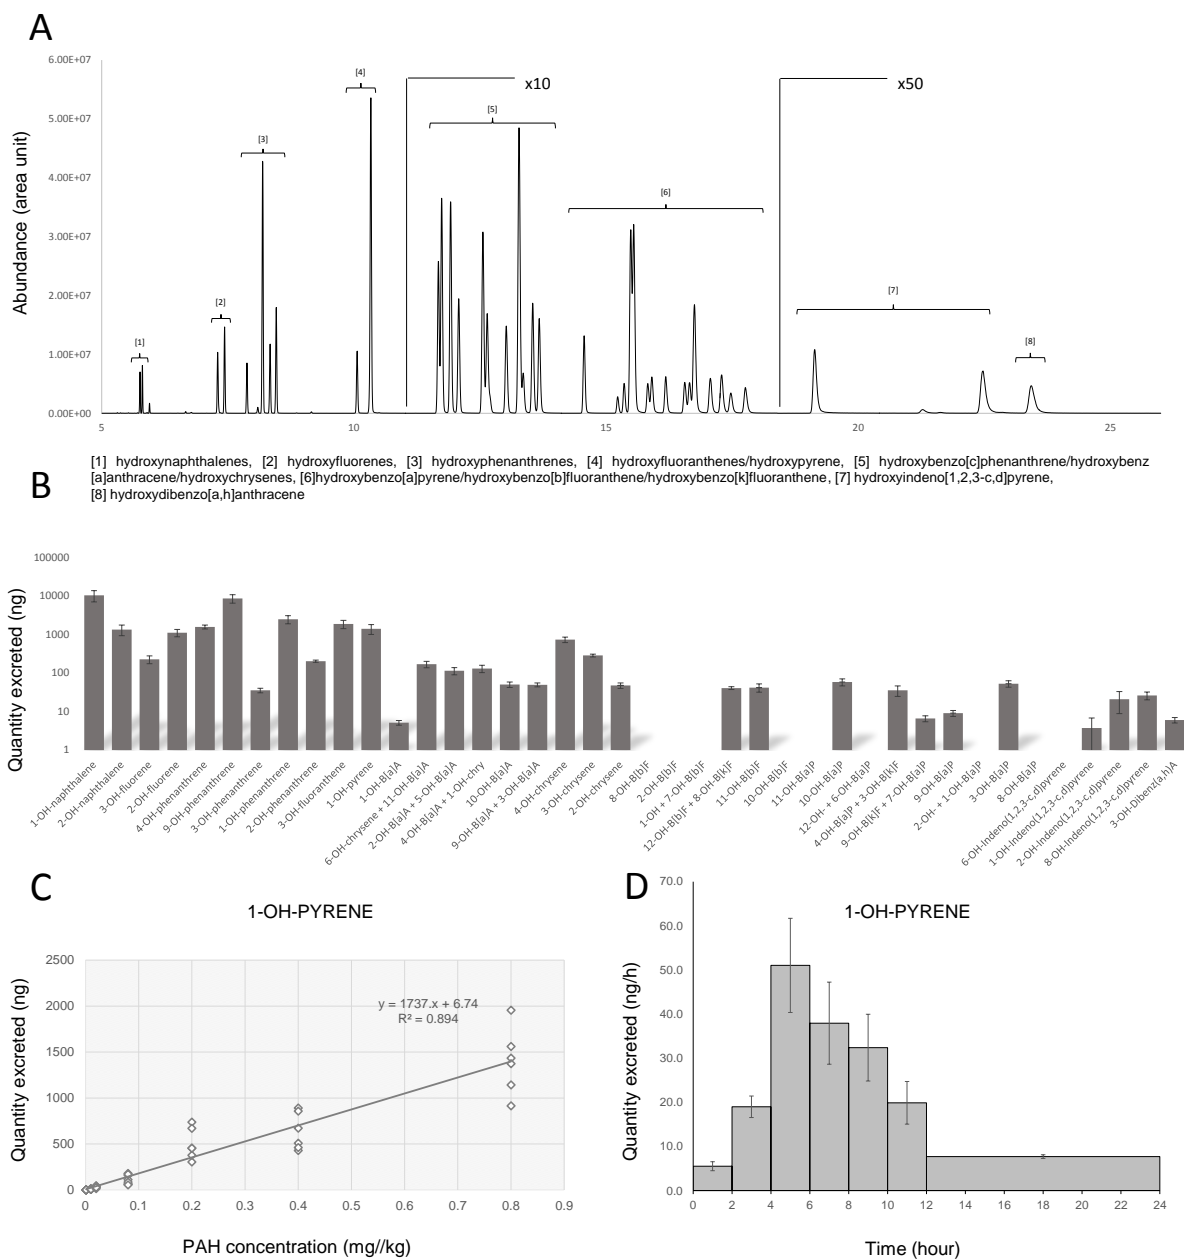 A
6.00E+07
[4]
x10
x50
5.00E+07
[5]
[3]
4.00E+07
[6]
3.00E+07
Abundance (area unit)
2.00E+07
[2]
[7]
[1]
[8]
1.00E+07
0.00E+00
5
10
15
20
25
[1] hydroxynaphthalenes, [2] hydroxyfluorenes, [3] hydroxyphenanthrenes, [4] hydroxyfluoranthenes/hydroxypyrene, [5] hydroxybenzo[c]phenanthrene/hydroxybenz
[a]anthracene/hydroxychrysenes, [6]hydroxybenzo[a]pyrene/hydroxybenzo[b]fluoranthene/hydroxybenzo[k]fluoranthene, [7] hydroxyindeno[1,2,3-c,d]pyrene,
[8] hydroxydibenzo[a,h]anthracene
B
100000
10000
1000
100
10
1
Quantity excreted (ng)
1-OH-naphthalene
2-OH-naphthalene
3-OH-fluorene
2-OH-fluorene
4-OH-phenanthrene
9-OH-phenanthrene
3-OH-phenanthrene
1-OH-phenanthrene
2-OH-phenanthrene
3-OH-fluoranthene
1-OH-pyrene
1-OH-B[a]A
6-OH-chrysene + 11-OH-B[a]A
2-OH-B[a]A + 5-OH-B[a]A
4-OH-B[a]A + 1-OH-chry
10-OH-B[a]A
9-OH-B[a]A + 3-OH-B[a]A
4-OH-chrysene
3-OH-chrysene
2-OH-chrysene
8-OH-B[b]F
2-OH-B[b]F
1-OH + 7-OH-B[b]F
12-OH-B[b]F + 8-OH-B[k]F
11-OH-B[b]F
10-OH-B[b]F
11-OH-B[a]P
10-OH-B[a]P
12-OH- + 6-OH-B[a]P
4-OH-B[a]P + 3-OH-B[k]F
9-OH-B[k]F + 7-OH-B[a]P
9-OH-B[a]P
2-OH- + 1-OH-B[a]P
3-OH-B[a]P
8-OH-B[a]P
6-OH-Indeno(1,2,3-c,d)pyrene
1-OH-Indeno(1,2,3-c,d)pyrene
2-OH-Indeno(1,2,3-c,d)pyrene
8-OH-Indeno(1,2,3-c,d)pyrene
3-OH-Dibenz(a,h)A
C
1-OH-PYRENE
2500
2000
1500
1000
500
0
Quantity excreted (ng)
y = 1737.x + 6.74
R² = 0.894
0
0.1
0.2
0.3
0.4
0.5
0.6
0.7
0.8
0.9
PAH concentration (mg//kg)
D
1-OH-PYRENE
70.0
60.0
50.0
40.0
30.0
20.0
10.0
0.0
Quantity excreted (ng/h)
0
2
4
6
8
10
12
14
16
18
20
22
24
Time (hour)